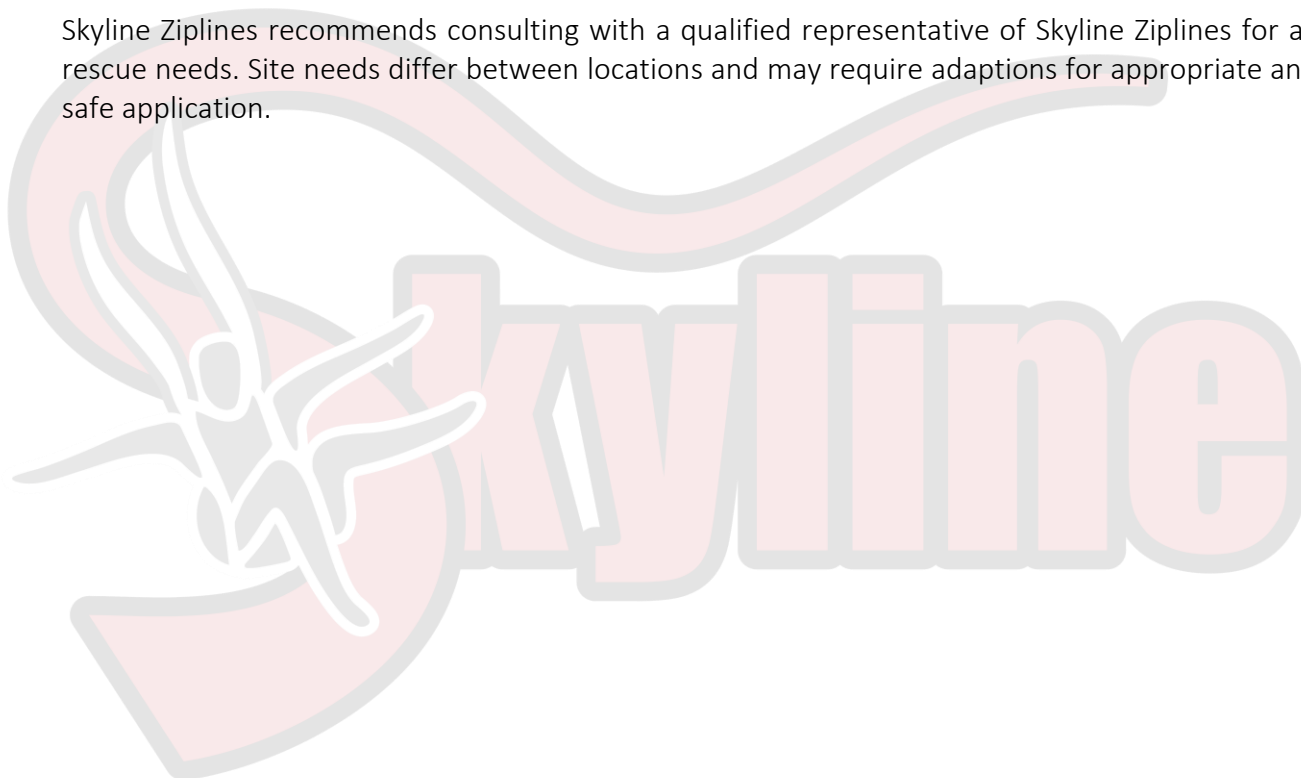 Skyline Ziplines recommends consulting with a qualified representative of Skyline Ziplines for a
rescue needs. Site needs differ between locations and may require adaptions for appropriate an
safe application.
Skyline